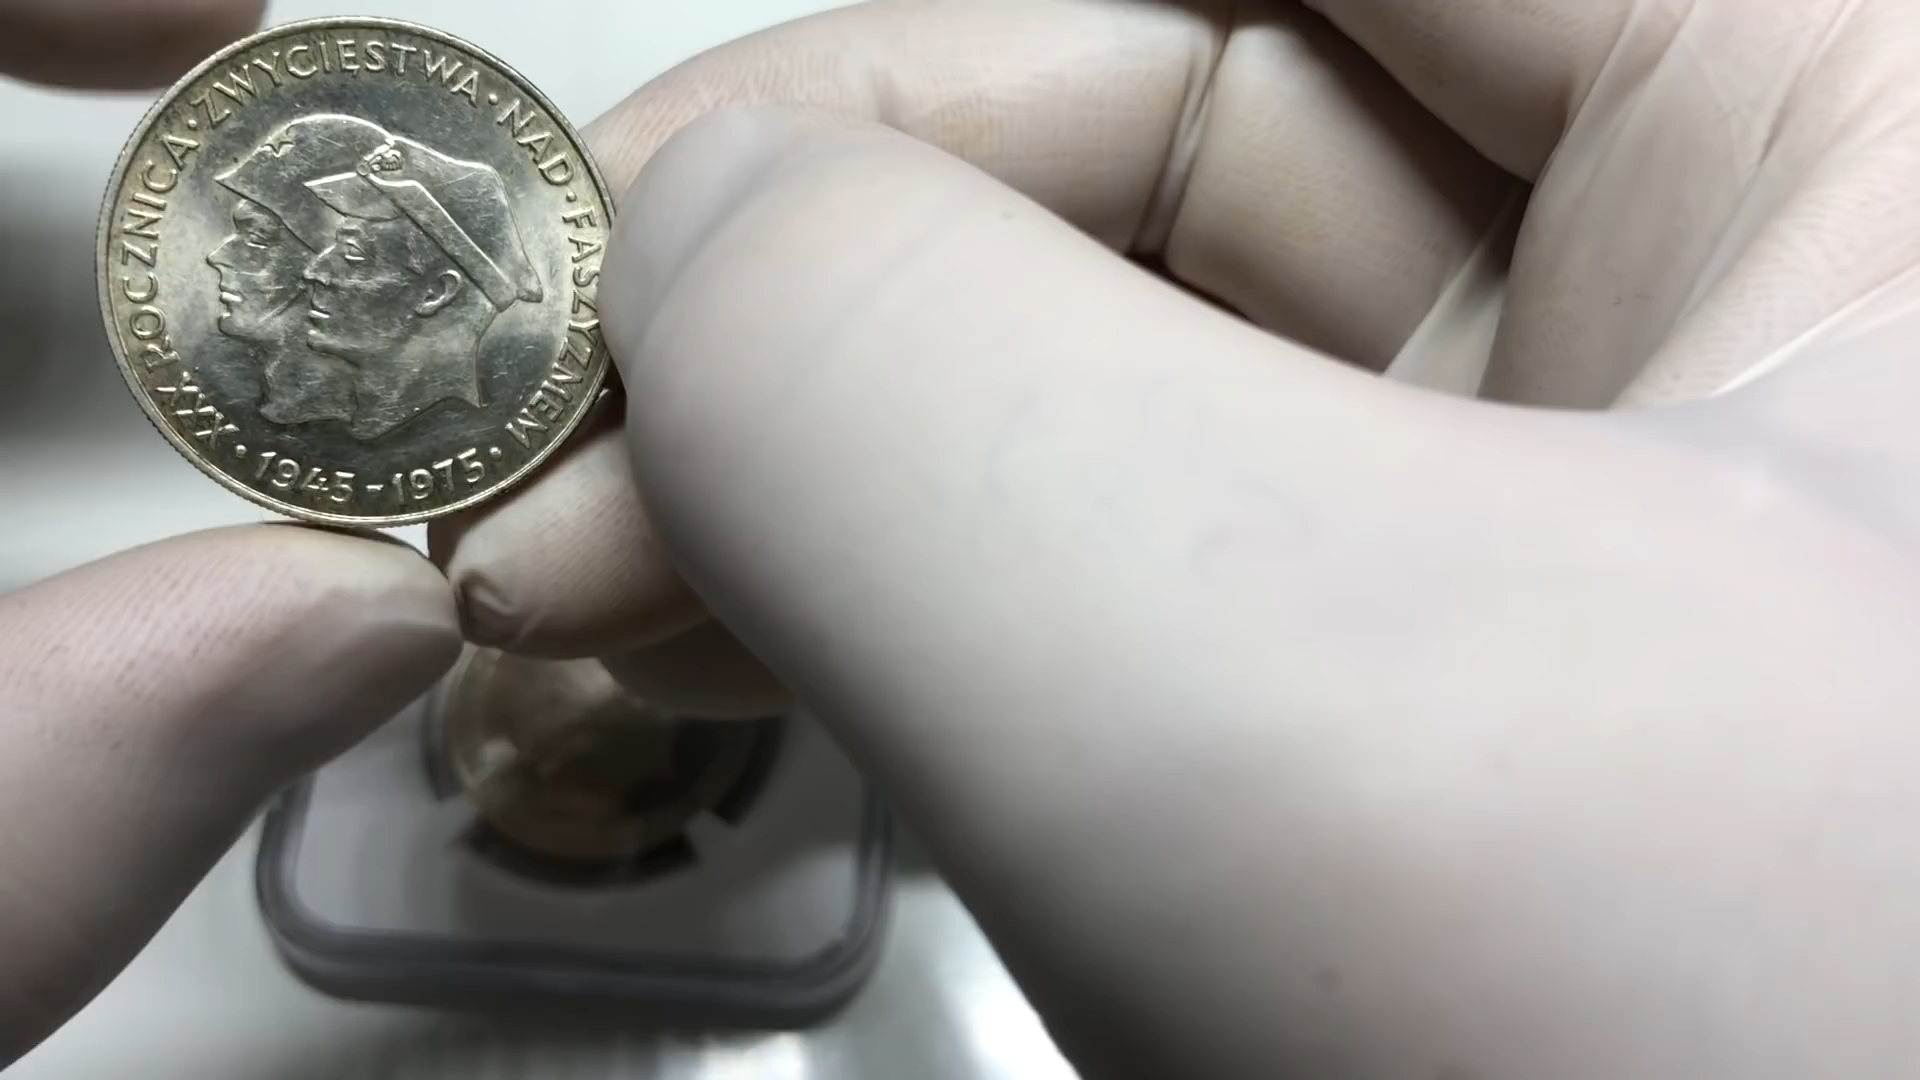 XXX ROCZNICA · ZWYCIĘSTWA · NAD · FASZYZMEM
· 1945 - 1975 ·